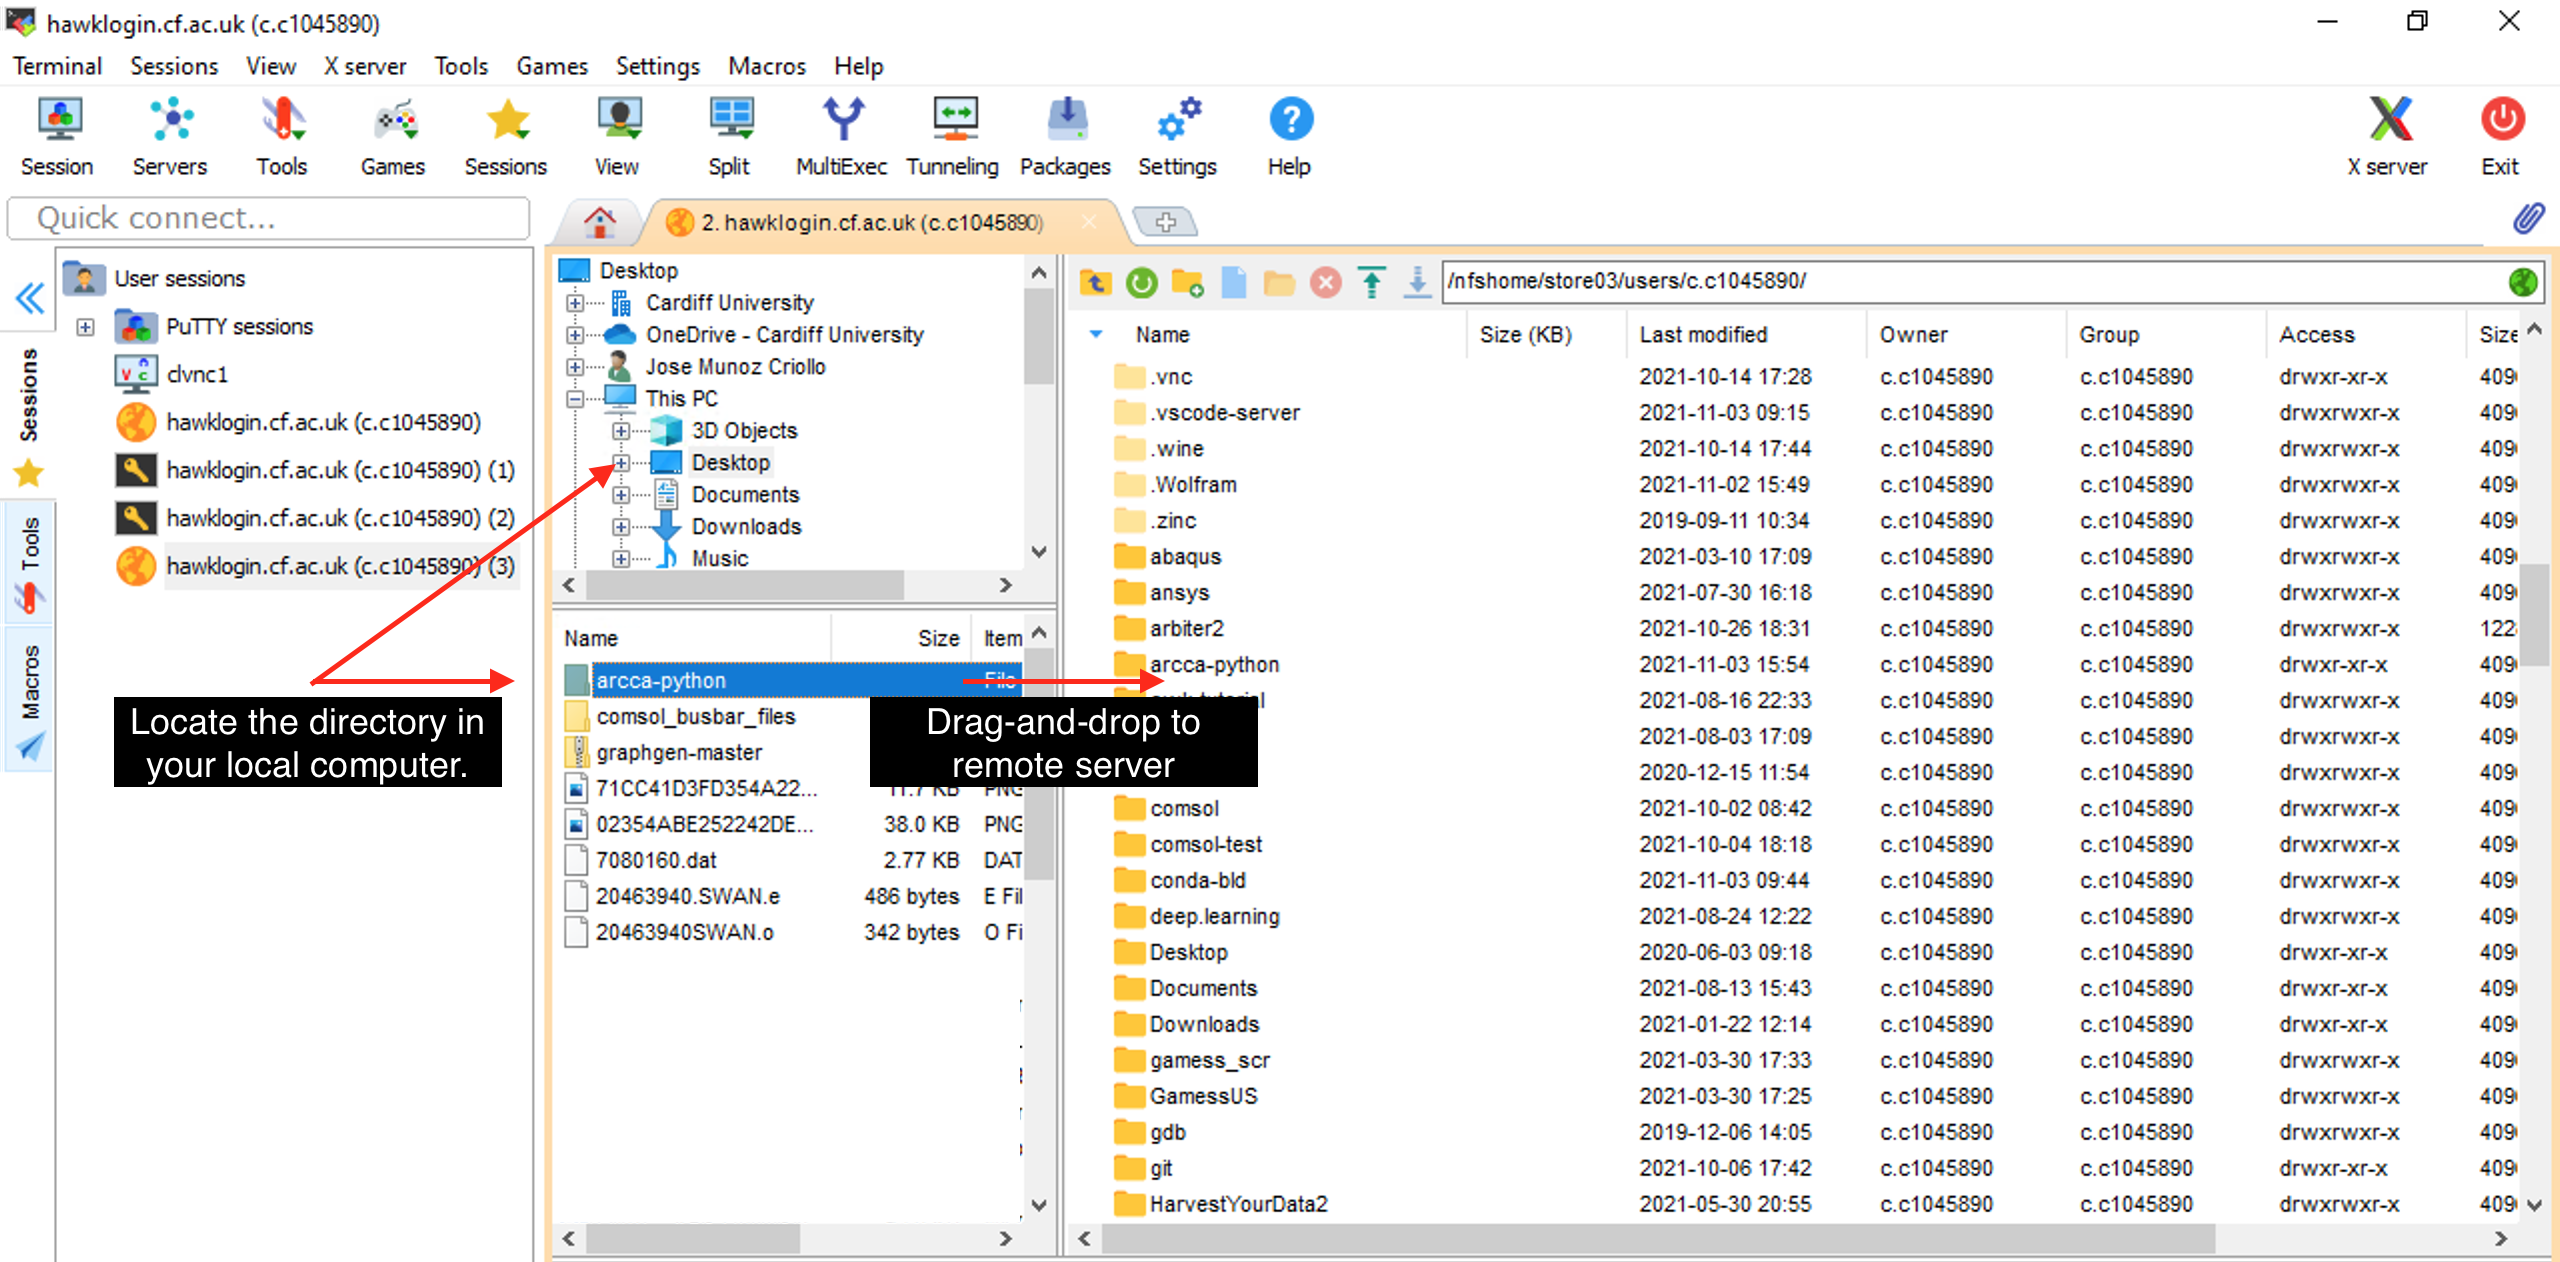 hawklogin.cf.ac.uk (c.c1045890)
Terminal Sessions View X server Tools Games Settings Macros Help
Session Servers Tools Games Sessions View Split MultiExec Tunneling Packages Settings Help X server Exit
Quick connect...
2. hawklogin.cf.ac.uk (c.c1045890)
Sessions
Tools
Macros
User sessions
PuTTY sessions
clvnc1
hawklogin.cf.ac.uk (c.c1045890)
hawklogin.cf.ac.uk (c.c1045890) (1)
hawklogin.cf.ac.uk (c.c1045890) (2)
hawklogin.cf.ac.uk (c.c1045890) (3)
Locate the directory in
your local computer.
Desktop
Cardiff University
OneDrive - Cardiff University
Jose Munoz Criollo
This PC
3D Objects
Desktop
Documents
Downloads
Music
Name Size Item
arcca-python File
comsol_busbar_files
graphgen-master
71CC41D3FD354A22... 11.7 KB PNG
02354ABE252242DE... 38.0 KB PNG
7080160.dat 2.77 KB DAT
20463940.SWAN.e 486 bytes E Fil
20463940SWAN.o 342 bytes O Fi
Drag-and-drop to
remote server
/nfshome/store03/users/c.c1045890/
Name Size (KB) Last modified Owner Group Access Size
.vnc 2021-10-14 17:28 c.c1045890 c.c1045890 drwxr-xr-x 409
.vscode-server 2021-11-03 09:15 c.c1045890 c.c1045890 drwxrwxr-x 409
.wine 2021-10-14 17:44 c.c1045890 c.c1045890 drwxrwxr-x 409
.Wolfram 2021-11-02 15:49 c.c1045890 c.c1045890 drwxrwxr-x 409
.zinc 2019-09-11 10:34 c.c1045890 c.c1045890 drwxrwxr-x 409
abaqus 2021-03-10 17:09 c.c1045890 c.c1045890 drwxrwxr-x 409
ansys 2021-07-30 16:18 c.c1045890 c.c1045890 drwxrwxr-x 409
arbiter2 2021-10-26 18:31 c.c1045890 c.c1045890 drwxrwxr-x 122
arcca-python 2021-11-03 15:54 c.c1045890 c.c1045890 drwxr-xr-x 409
2021-08-16 22:33 c.c1045890 c.c1045890 drwxrwxr-x 409
2021-08-03 17:09 c.c1045890 c.c1045890 drwxrwxr-x 409
2020-12-15 11:54 c.c1045890 c.c1045890 drwxrwxr-x 409
comsol 2021-10-02 08:42 c.c1045890 c.c1045890 drwxrwxr-x 409
comsol-test 2021-10-04 18:18 c.c1045890 c.c1045890 drwxrwxr-x 409
conda-bld 2021-11-03 09:44 c.c1045890 c.c1045890 drwxrwxr-x 409
deep.learning 2021-08-24 12:22 c.c1045890 c.c1045890 drwxrwxr-x 409
Desktop 2020-06-03 09:18 c.c1045890 c.c1045890 drwxr-xr-x 409
Documents 2021-08-13 15:43 c.c1045890 c.c1045890 drwxr-xr-x 409
Downloads 2021-01-22 12:14 c.c1045890 c.c1045890 drwxr-xr-x 409
gamess_scr 2021-03-30 17:33 c.c1045890 c.c1045890 drwxrwxr-x 409
GamessUS 2021-03-30 17:25 c.c1045890 c.c1045890 drwxrwxr-x 409
gdb 2019-12-06 14:05 c.c1045890 c.c1045890 drwxrwxr-x 409
git 2021-10-06 17:42 c.c1045890 c.c1045890 drwxr-xr-x 409
HarvestYourData2 2021-05-30 20:55 c.c1045890 c.c1045890 drwxrwxr-x 409